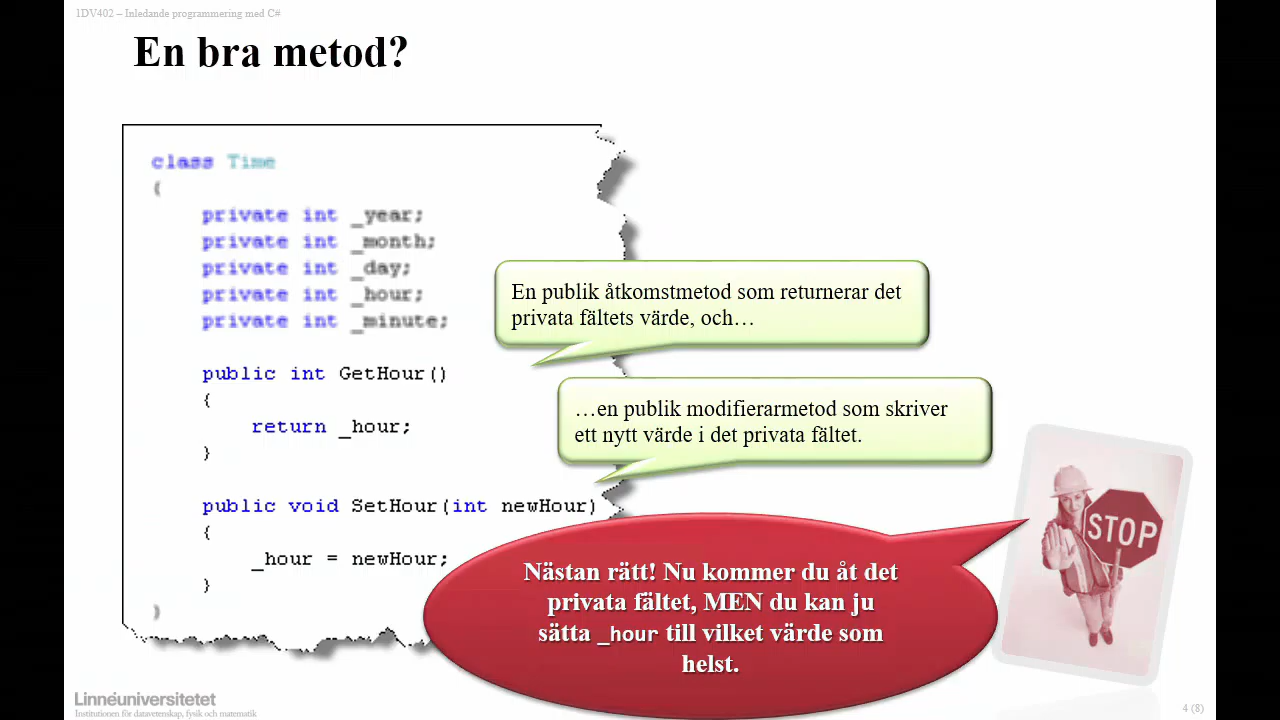 1DV402 – Inledande programmering med C#
En bra metod?
class Time
{
private int _year;
private int _month;
private int _day;
private int _hour;
private int _minute;
public int GetHour()
{
return _hour;
}
public void SetHour(int newHour)
{
_hour = newHour;
}
}
En publik åtkomstmetod som returnerar det
privata fältets värde, och…
…en publik modifierarmetod som skriver
ett nytt värde i det privata fältet.
Nästan rätt! Nu kommer du åt det
privata fältet, MEN du kan ju
sätta _hour till vilket värde som
helst.
STOP
Linnéuniversitetet
Institutionen för datavetenskap, fysik och matematik
4 (8)